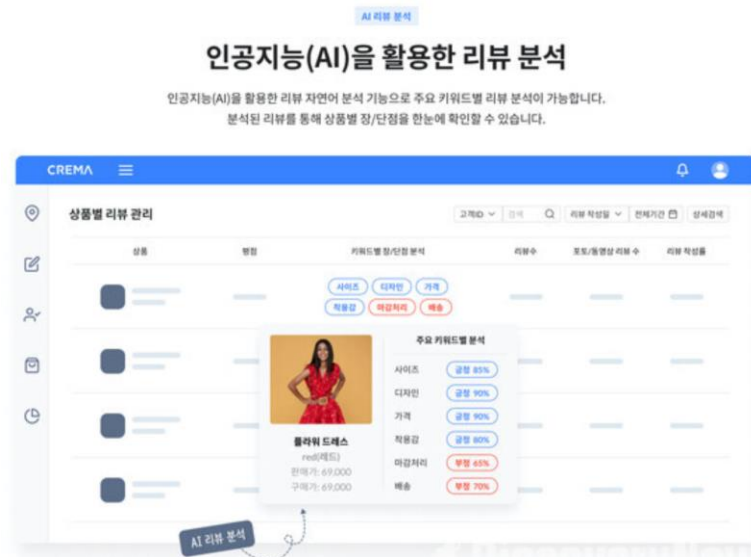 AI 리뷰 분석
인공지능(AI)을 활용한 리뷰 분석
인공지능(AI)을 활용한 리뷰 자연어 분석 기능으로 주요 키워드별 리뷰 분석이 가능합니다.
분석된 리뷰를 통해 상품별 장/단점을 한눈에 확인할 수 있습니다.
CREMA
상품별 리뷰 관리
고객ID 검색 리뷰 작성일 전체기간 상세검색
상품 평점 키워드별 장/단점 분석 리뷰수 포토/동영상 리뷰 수 리뷰 작성률
사이즈 디자인 가격
착용감 마감처리 배송
주요 키워드별 분석
사이즈 긍정 85%
디자인 긍정 90%
가격 긍정 90%
착용감 긍정 80%
마감처리 부정 65%
배송 부정 70%
플라워 드레스
red(레드)
판매가: 69,000
구매가: 69,000
AI 리뷰 분석